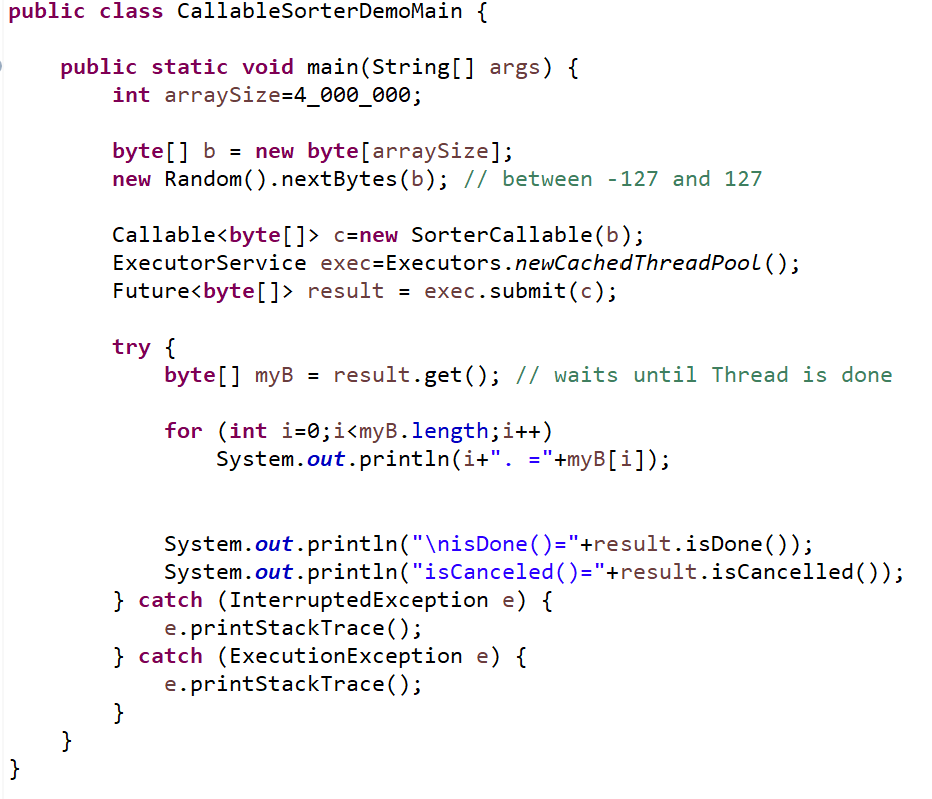 public class CallableSorterDemoMain {
public static void main(String[] args) {
int arraySize=4_000_000;
byte[] b = new byte[arraySize];
new Random().nextBytes(b); // between -127 and 127
Callable<byte[]> c=new SorterCallable(b);
ExecutorService exec=Executors.newCachedThreadPool();
Future<byte[]> result = exec.submit(c);
try {
byte[] myB = result.get(); // waits until Thread is done
for (int i=0;i<myB.length;i++)
System.out.println(i+". ="+myB[i]);
System.out.println("\nisDone()="+result.isDone());
System.out.println("isCanceled()="+result.isCancelled());
} catch (InterruptedException e) {
e.printStackTrace();
} catch (ExecutionException e) {
e.printStackTrace();
}
}
}